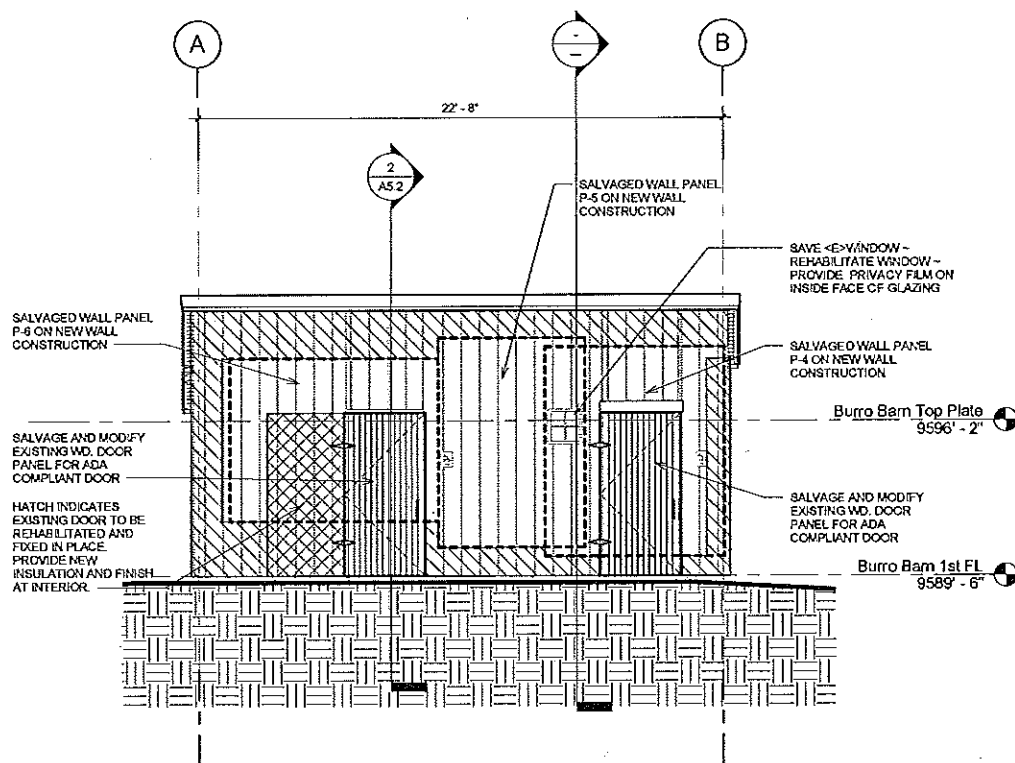 A
B
22' - 8"
2
A5.2
SALVAGED WALL PANEL
P-5 ON NEW WALL
CONSTRUCTION
SAVE <E>WINDOW ~
REHABILITATE WINDOW ~
PROVIDE PRIVACY FILM ON
INSIDE FACE OF GLAZING
SALVAGED WALL PANEL
P-6 ON NEW WALL
CONSTRUCTION
SALVAGED WALL PANEL
P-4 ON NEW WALL
CONSTRUCTION
Burro Barn Top Plate
9596' - 2"
SALVAGE AND MODIFY
EXISTING WD. DOOR
PANEL FOR ADA
COMPLIANT DOOR
HATCH INDICATES
EXISTING DOOR TO BE
REHABILITATED AND
FIXED IN PLACE.
PROVIDE NEW
INSULATION AND FINISH
AT INTERIOR.
SALVAGE AND MODIFY
EXISTING WD. DOOR
PANEL FOR ADA
COMPLIANT DOOR
Burro Barn 1st FL
9589' - 6"